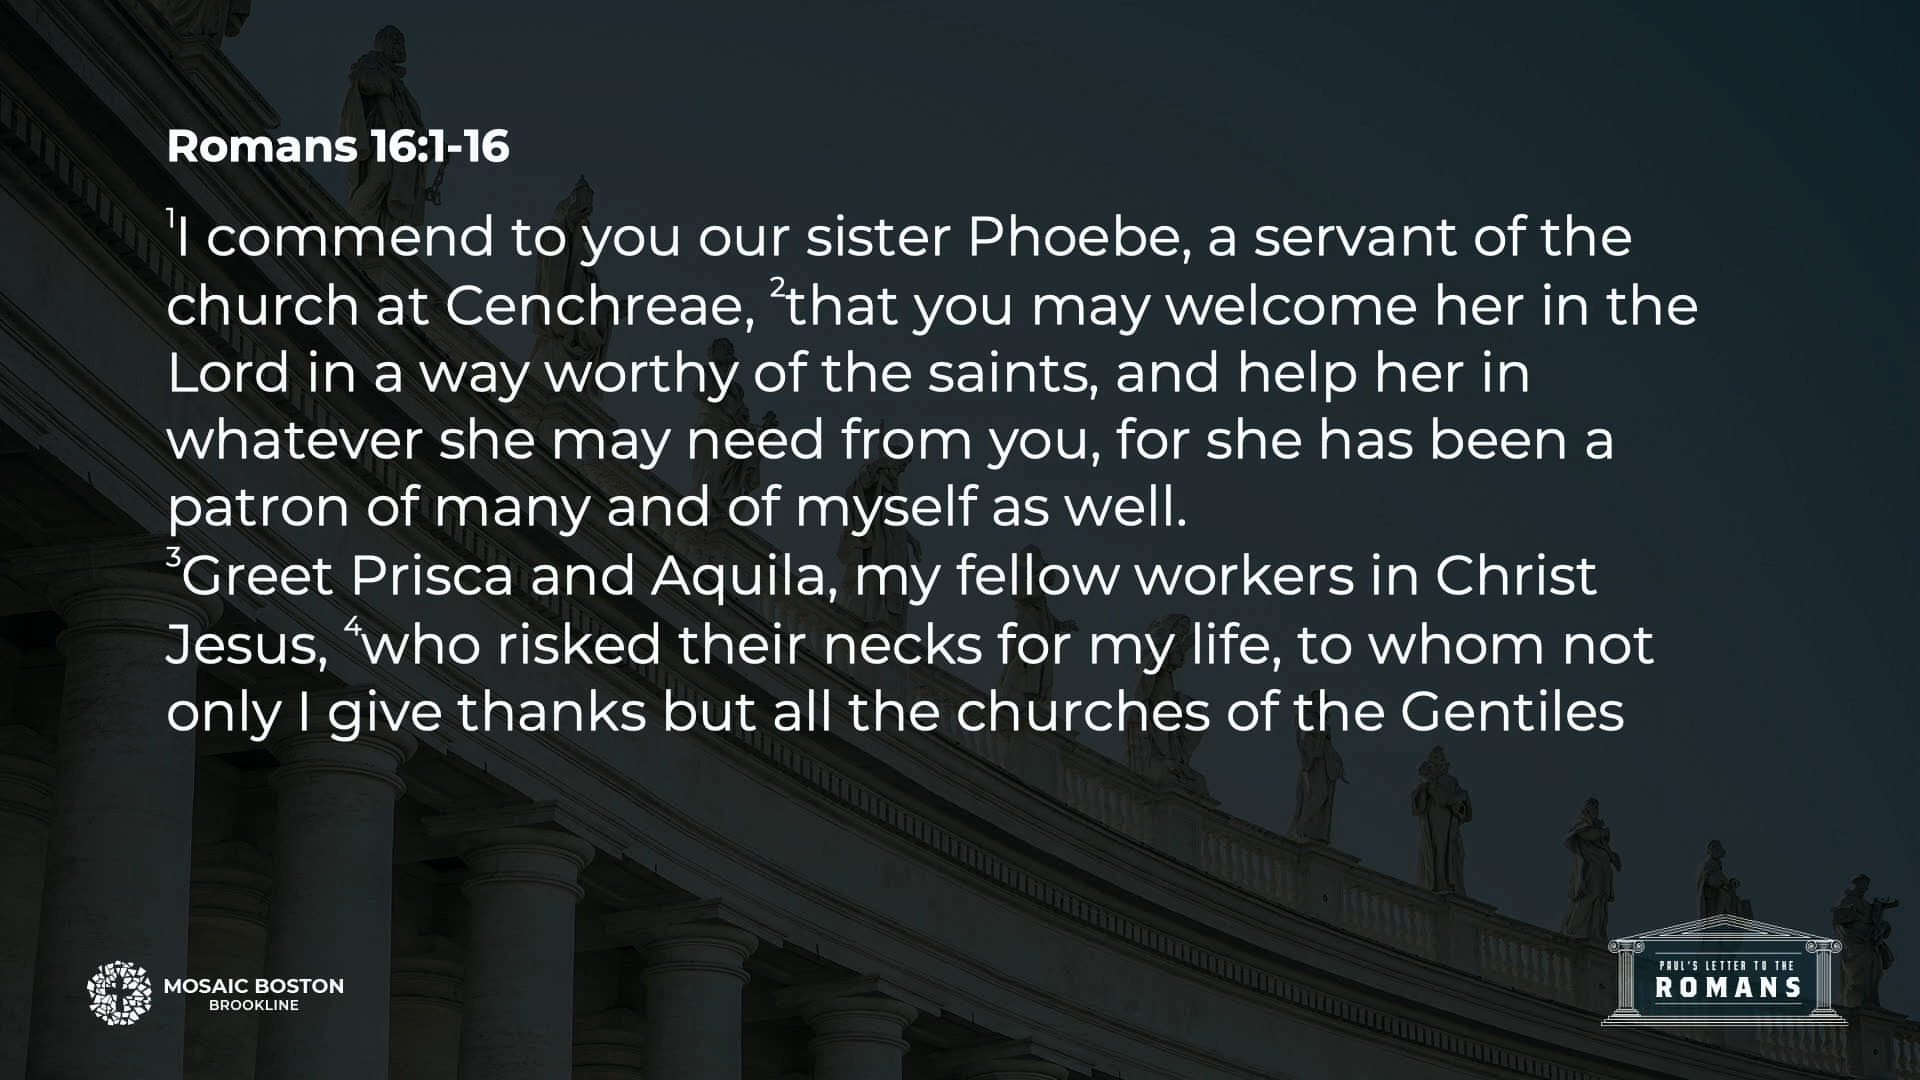 Romans 16:1-16
1I commend to you our sister Phoebe, a servant of the
church at Cenchreae, 2that you may welcome her in the
Lord in a way worthy of the saints, and help her in
whatever she may need from you, for she has been a
patron of many and of myself as well.
3Greet Prisca and Aquila, my fellow workers in Christ
Jesus, 4who risked their necks for my life, to whom not
only I give thanks but all the churches of the Gentiles
MOSAIC BOSTON
BROOKLINE
PAUL'S LETTER TO THE
ROMANS